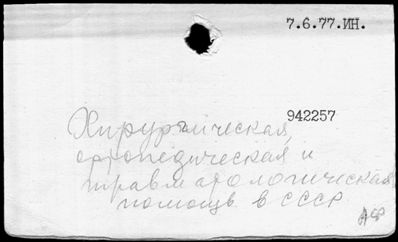 7.6.77.ИН.
942257
Хирургическая,
ортопедическая и
травматологическая
помощь в СССР